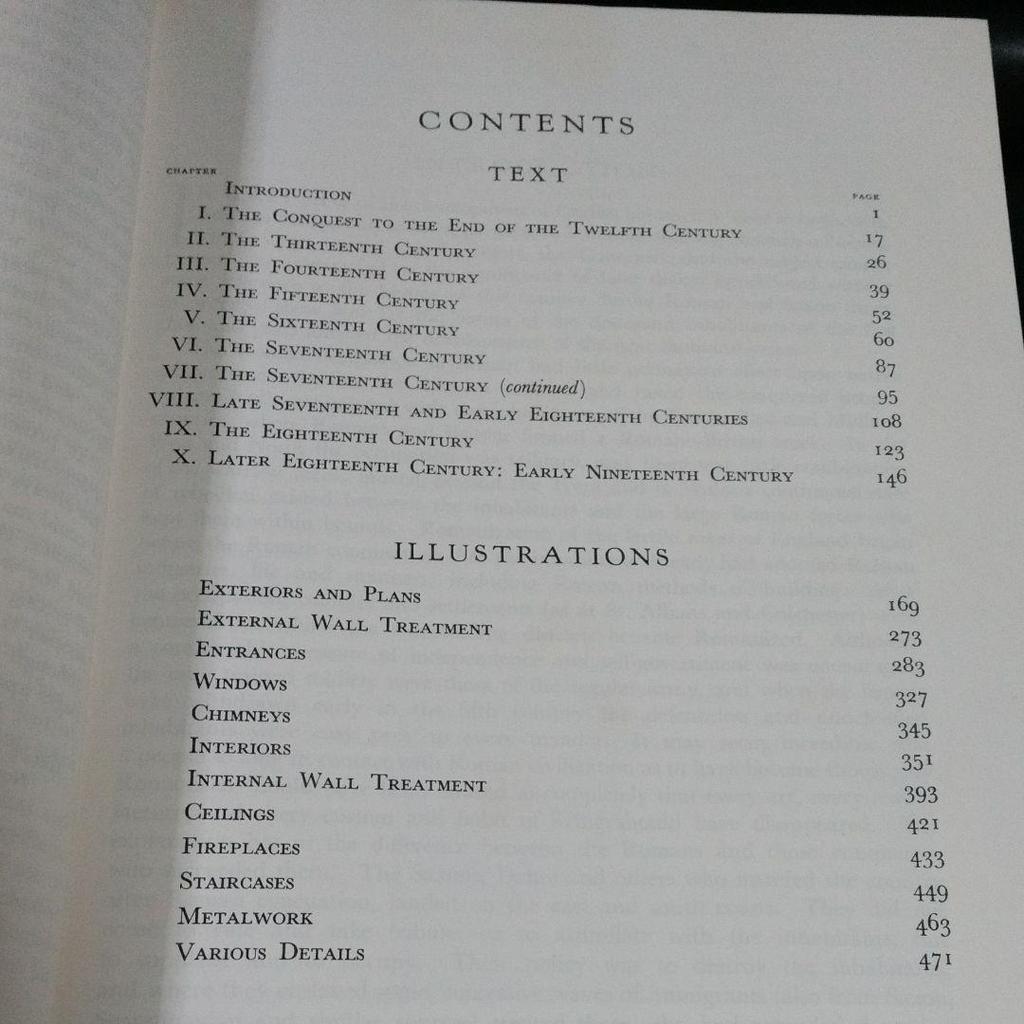 CONTENTS
TEXT
CHAPTER PAGE
INTRODUCTION 1
I. THE CONQUEST TO THE END OF THE TWELFTH CENTURY 17
II. THE THIRTEENTH CENTURY 26
III. THE FOURTEENTH CENTURY 39
IV. THE FIFTEENTH CENTURY 52
V. THE SIXTEENTH CENTURY 60
VI. THE SEVENTEENTH CENTURY 87
VII. THE SEVENTEENTH CENTURY (continued) 95
VIII. LATE SEVENTEENTH AND EARLY EIGHTEENTH CENTURIES 108
IX. THE EIGHTEENTH CENTURY 123
X. LATER EIGHTEENTH CENTURY: EARLY NINETEENTH CENTURY 146
ILLUSTRATIONS
EXTERIORS AND PLANS 169
EXTERNAL WALL TREATMENT 273
ENTRANCES 283
WINDOWS 327
CHIMNEYS 345
INTERIORS 351
INTERNAL WALL TREATMENT 393
CEILINGS 421
FIREPLACES 433
STAIRCASES 449
METALWORK 463
VARIOUS DETAILS 471